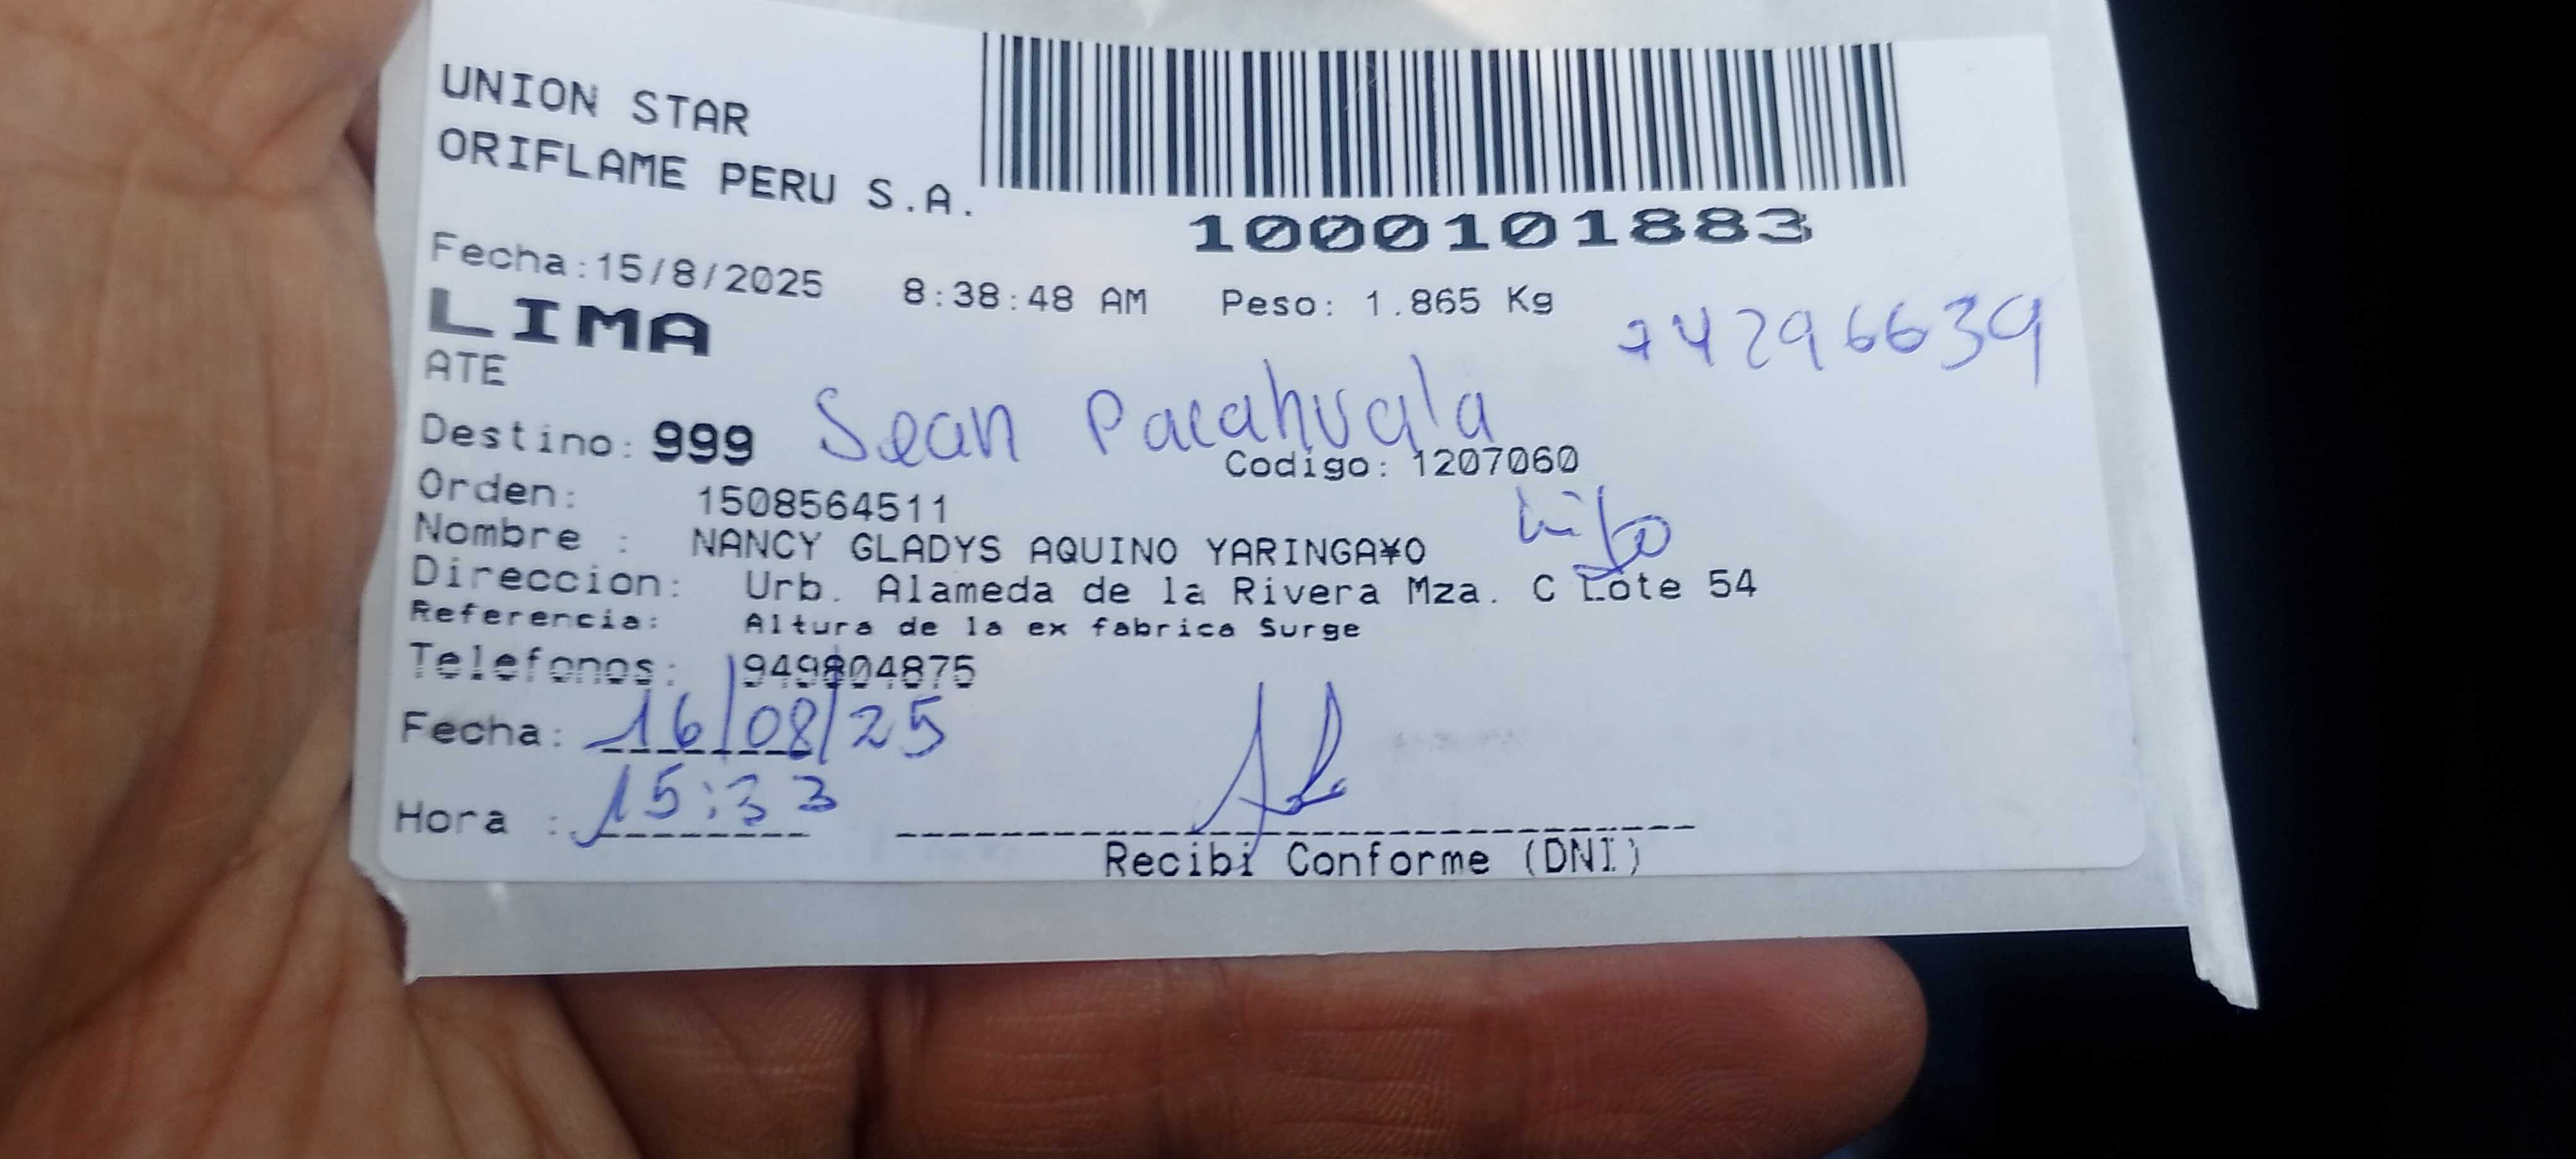 UNION STAR
ORIFLAME PERU S.A.
1000101883
Fecha:15/8/2025 8:38:48 AM Peso: 1.865 Kg
LIMA
74296639
ATE
Destino: 999 Sean Pacahuala
Codigo: 1207060
Orden: 1508564511
hijo
Nombre : NANCY GLADYS AQUINO YARINGA¥O
Direccion: Urb. Alameda de la Rivera Mza. C Lote 54
Referencia: Altura de la ex fabrica Surge
Telefonos: 949804875
Fecha: 16/08/25
Hora : 15:33
Recibi Conforme (DNI)